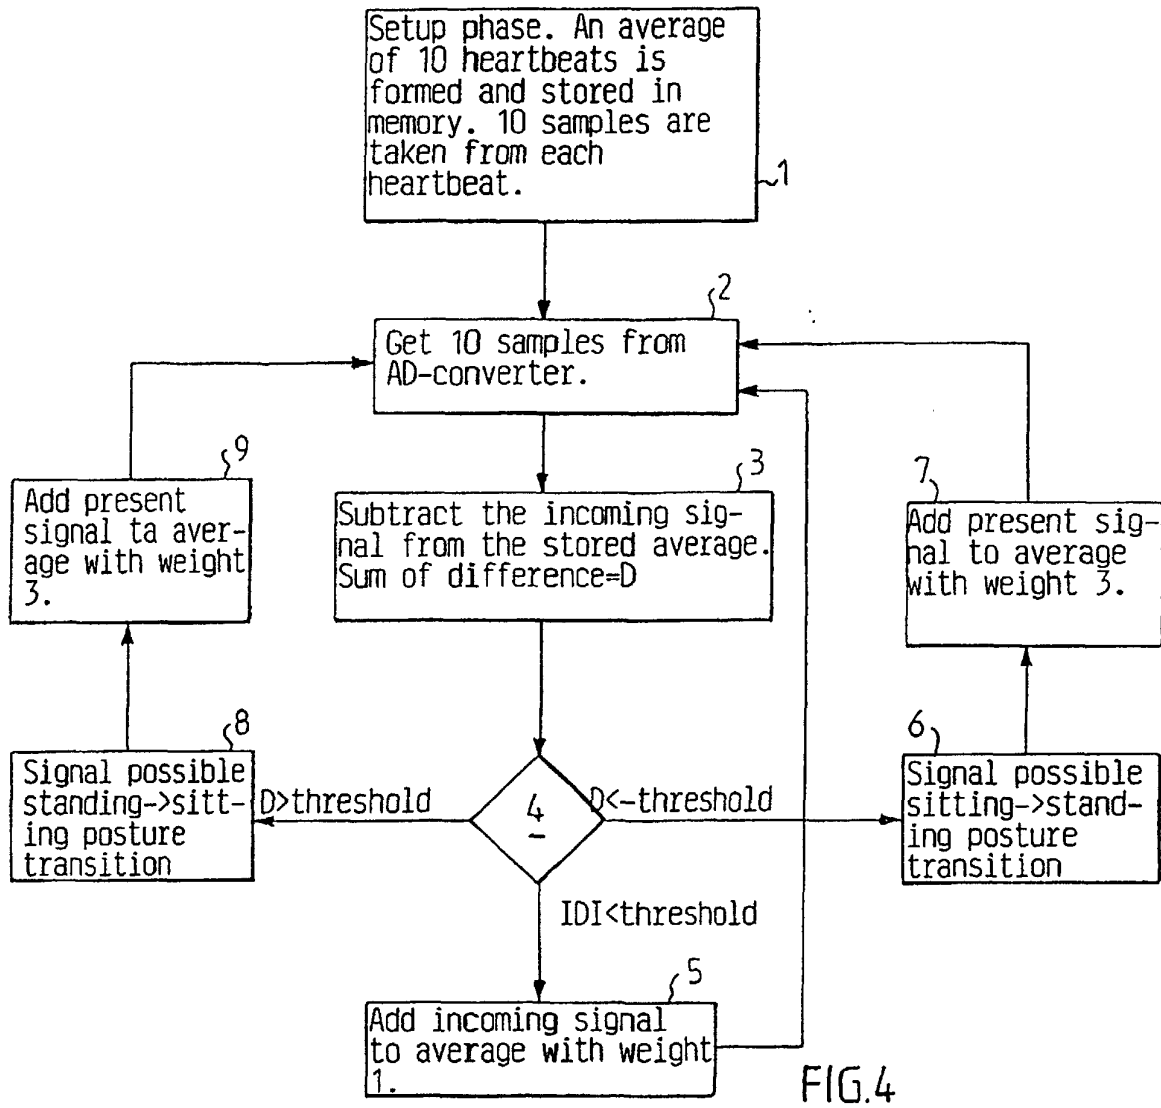 Setup phase. An average
of 10 heartbeats is
formed and stored in
memory. 10 samples are
taken from each
heartbeat.
1
2
Get 10 samples from
AD-converter.
3
Subtract the incoming sig-
nal from the stored average.
Sum of difference=D
9
Add present
signal ta aver-
age with weight
3.
7
Add present sig-
nal to average
with weight 3.
8
Signal possible
standing->sitt-
ing posture
transition
D>threshold
4
D<-threshold
6
Signal possible
sitting->stand-
ing posture
transition
IDI<threshold
5
Add incoming signal
to average with weight
1.
FIG.4